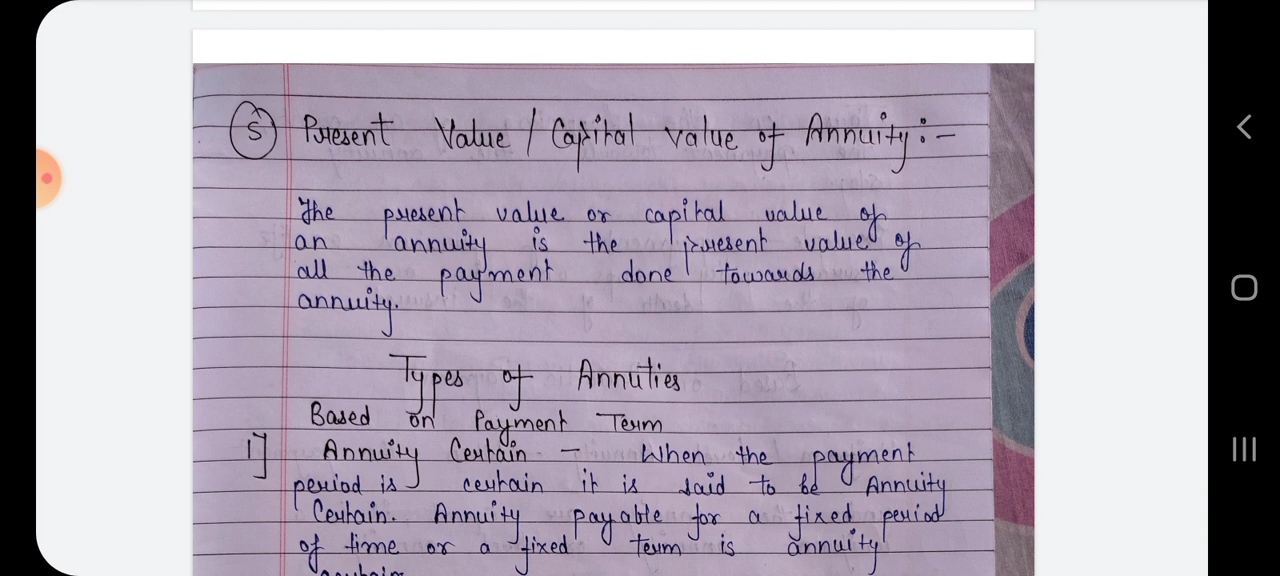 5 Present Value / Capital value of Annuity :-
The present value or capital value of
an annuity is the present value of
all the payment done towards the
annuity.
Types of Annuties
Based on Payment Term
1] Annuity Certain - When the payment
period is certain it is said to be Annuity
Certain. Annuity payable for a fixed period
of time or a fixed term is annuity